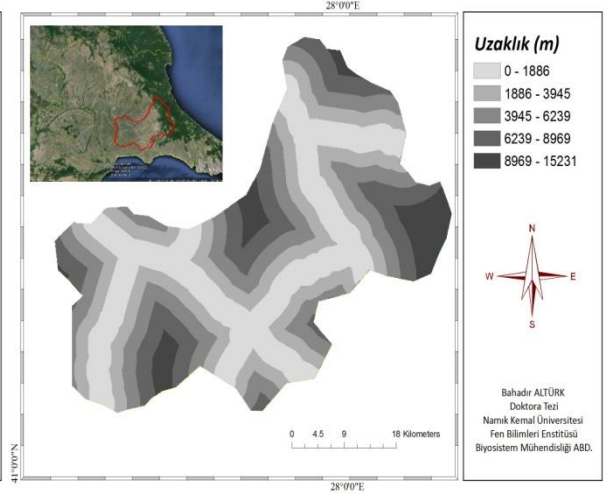 28°0'0"E
Uzaklık (m)
0 - 1886
1886 - 3945
3945 - 6239
6239 - 8969
8969 - 15231
N
W
E
S
0 4.5 9 18 Kilometers
Bahadır ALTÜRK
Doktora Tezi
Namık Kemal Üniversitesi
Fen Bilimleri Enstitüsü
Biyosistem Mühendisliği ABD.
41°0'0"N
28°0'0"E